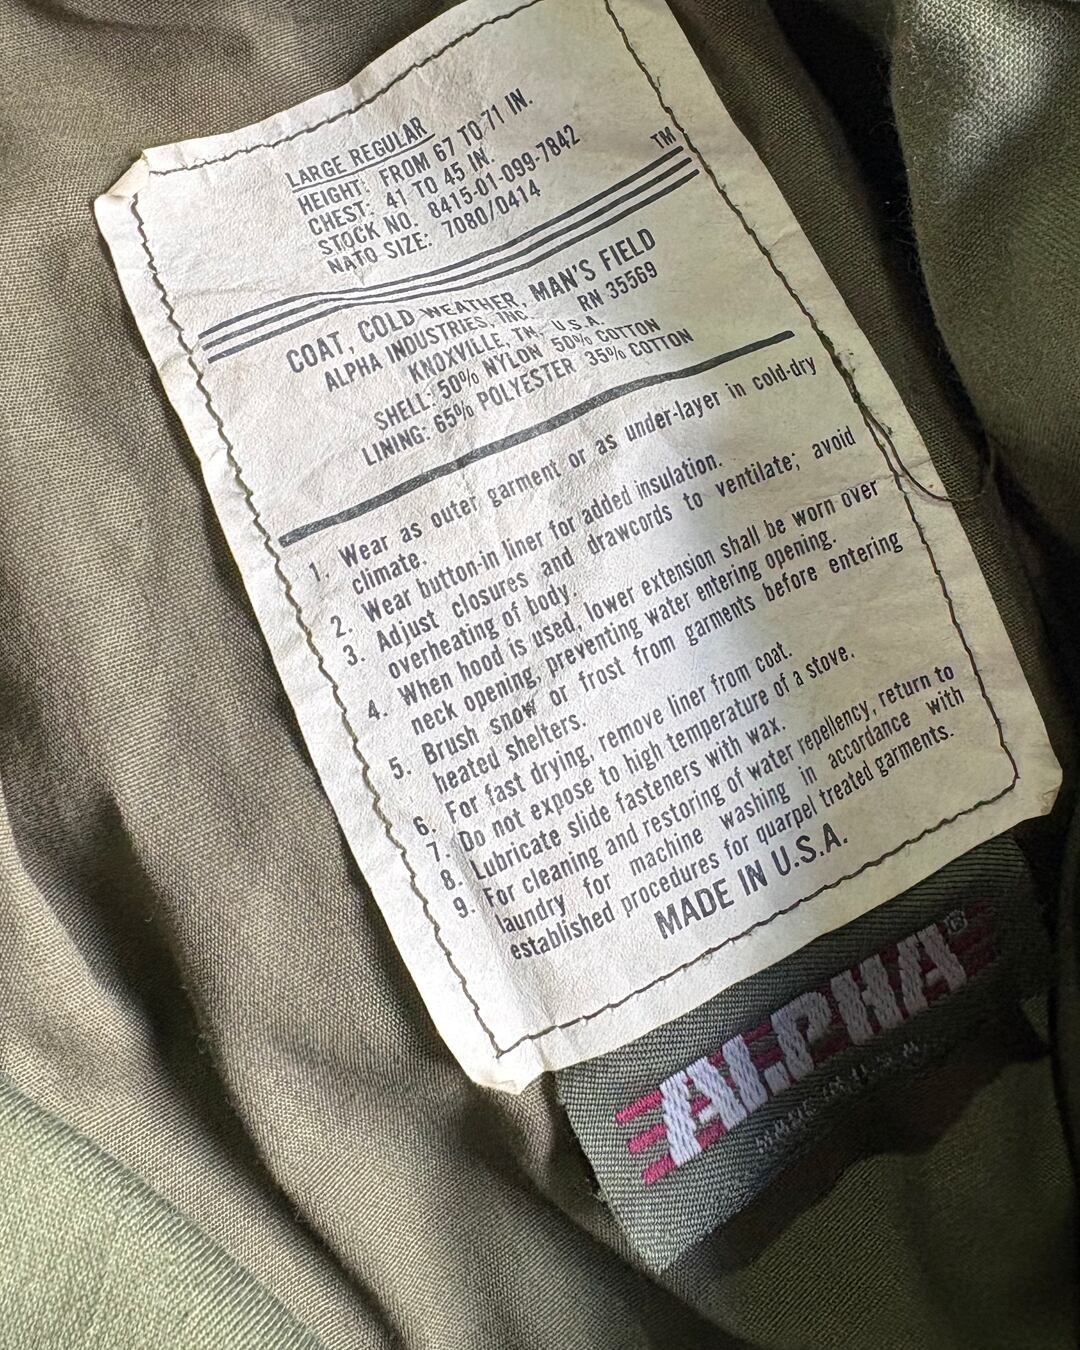 LARGE REGULAR
HEIGHT: FROM 67 TO 71 IN.
CHEST: 41 TO 45 IN.
STOCK NO. 8415-01-099-7842
NATO SIZE: 7080/0414
TM
COAT, COLD WEATHER, MAN'S FIELD
ALPHA INDUSTRIES, INC. RN 35569
KNOXVILLE, TN. U.S.A.
SHELL: 50% NYLON 50% COTTON
LINING: 65% POLYESTER 35% COTTON
1. Wear as outer garment or as under-layer in cold-dry
climate.
2. Wear button-in liner for added insulation.
3. Adjust closures and drawcords to ventilate; avoid
overheating of body.
4. When hood is used, lower extension shall be worn over
neck opening, preventing water entering opening.
5. Brush snow or frost from garments before entering
heated shelters.
6. For fast drying, remove liner from coat.
7. Do not expose to high temperature of a stove.
8. Lubricate slide fasteners with wax.
9. For cleaning and restoring of water repellency, return to
laundry for machine washing in accordance with
established procedures for quarpel treated garments.
MADE IN U.S.A.
ALPHA®
MADE IN U.S.A.